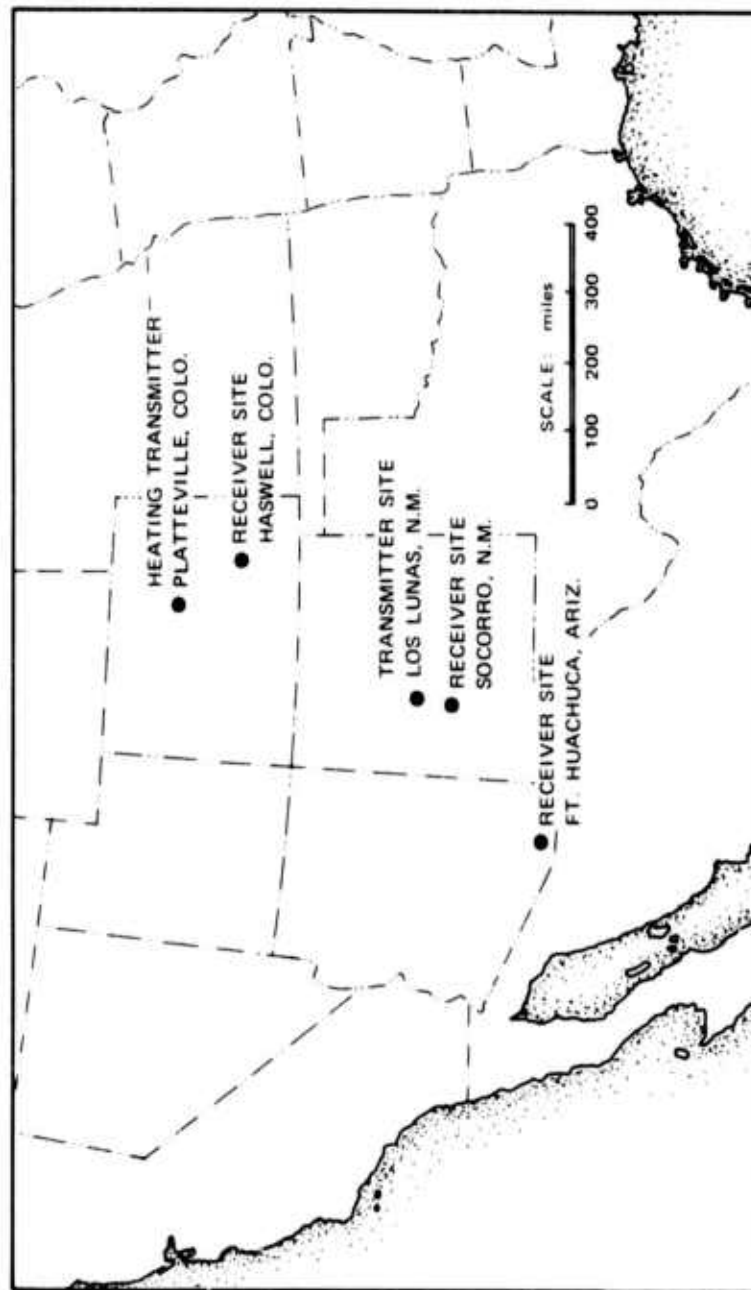 HEATING TRANSMITTER
PLATTEVILLE, COLO.
RECEIVER SITE
HASWELL, COLO.
TRANSMITTER SITE
LOS LUNAS, N.M.
RECEIVER SITE
SOCORRO, N.M.
RECEIVER SITE
FT. HUACHUCA, ARIZ.
SCALE: miles
0 100 200 300 400